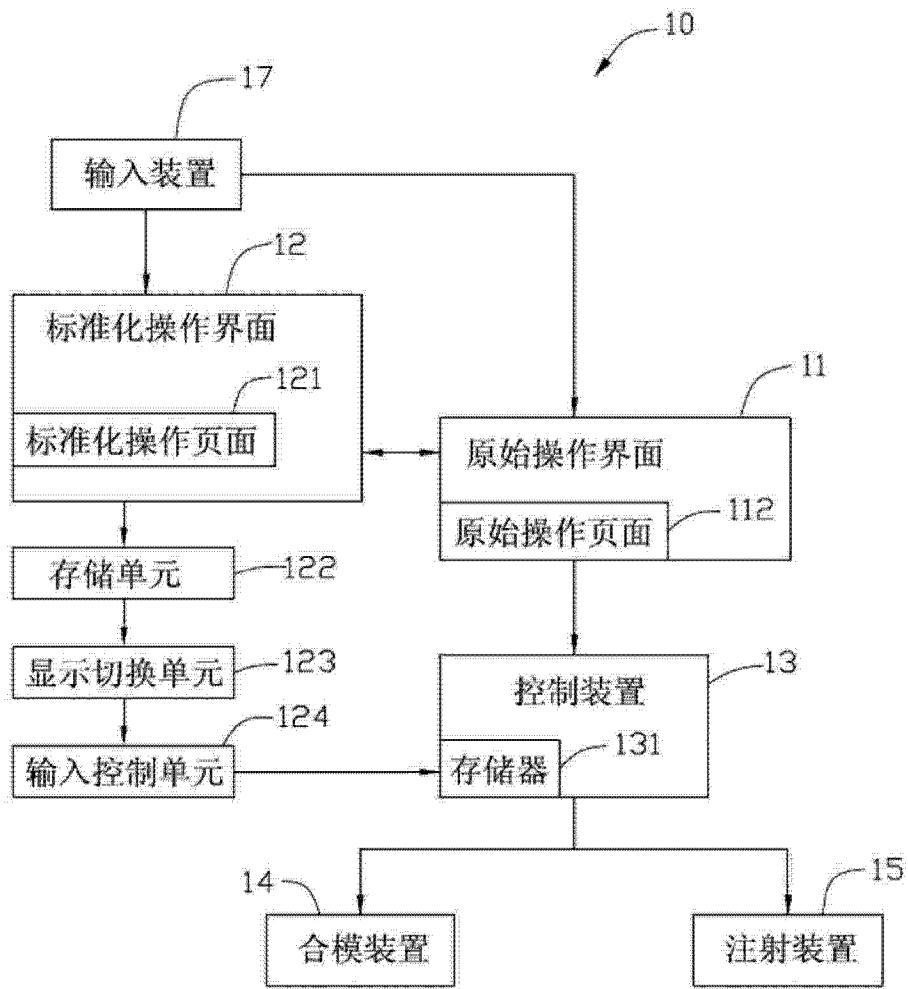 10
17
输入装置
12
标准化操作界面
121
标准化操作页面
11
原始操作界面
112
原始操作页面
存储单元
122
显示切换单元
123
124
输入控制单元
13
控制装置
131
存储器
14
合模装置
15
注射装置